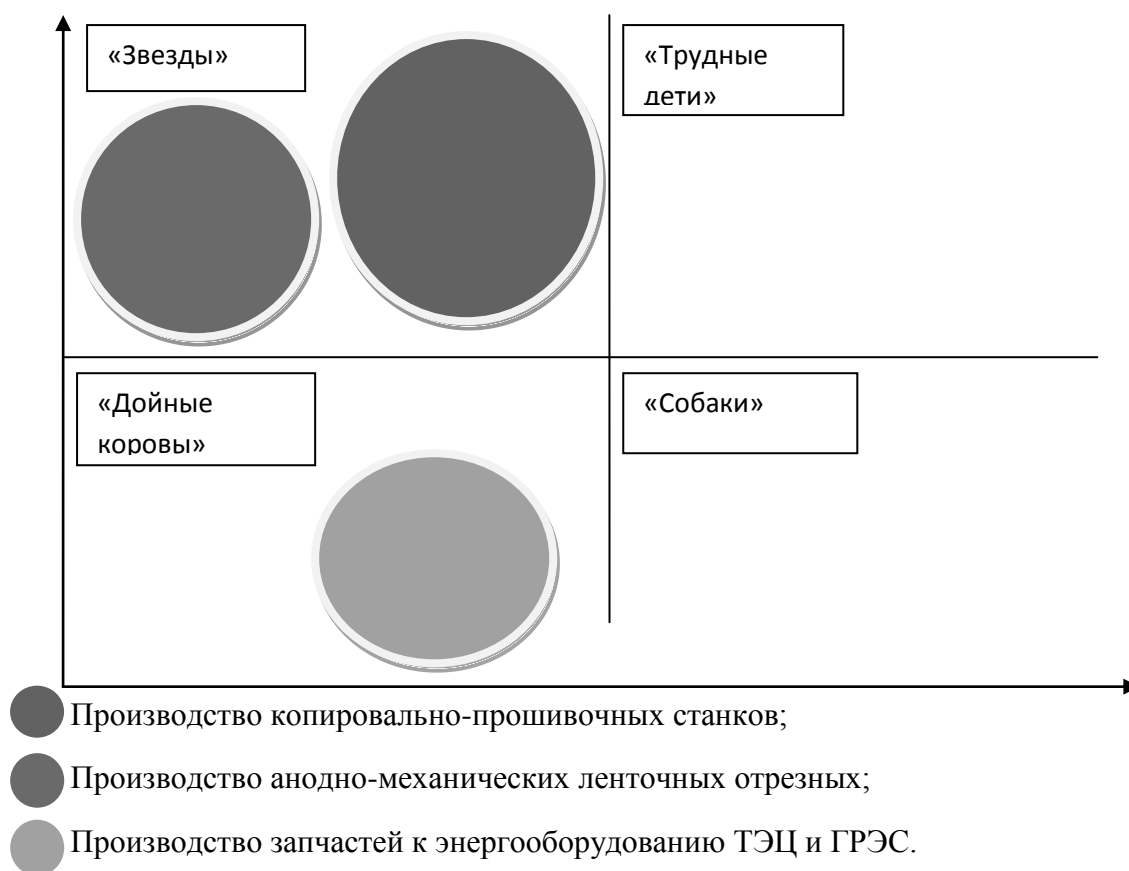 «Звезды»
«Трудные
дети»
«Дойные
коровы»
«Собаки»
Производство копировально-прошивочных станков;
Производство анодно-механических ленточных отрезных;
Производство запчастей к энергооборудованию ТЭЦ и ГРЭС.